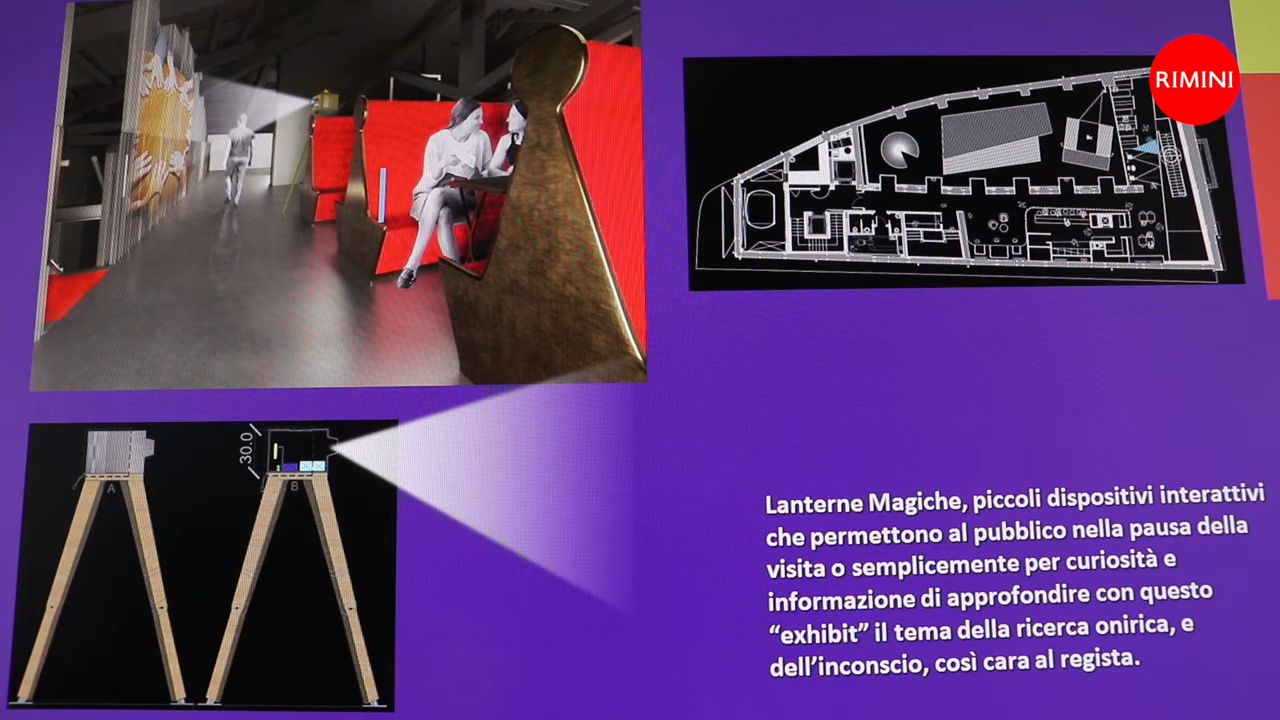 RIMINI
30.0
A
B
Lanterne Magiche, piccoli dispositivi interattivi
che permettono al pubblico nella pausa della
visita o semplicemente per curiosità e
informazione di approfondire con questo
“exhibit” il tema della ricerca onirica, e
dell’inconscio, così cara al regista.